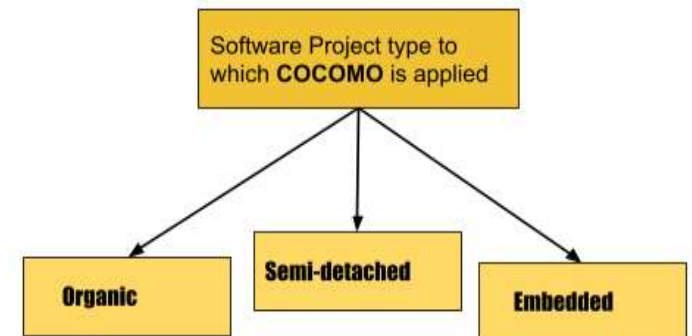 Software Project type to
which COCOMO is applied
Organic
Semi-detached
Embedded